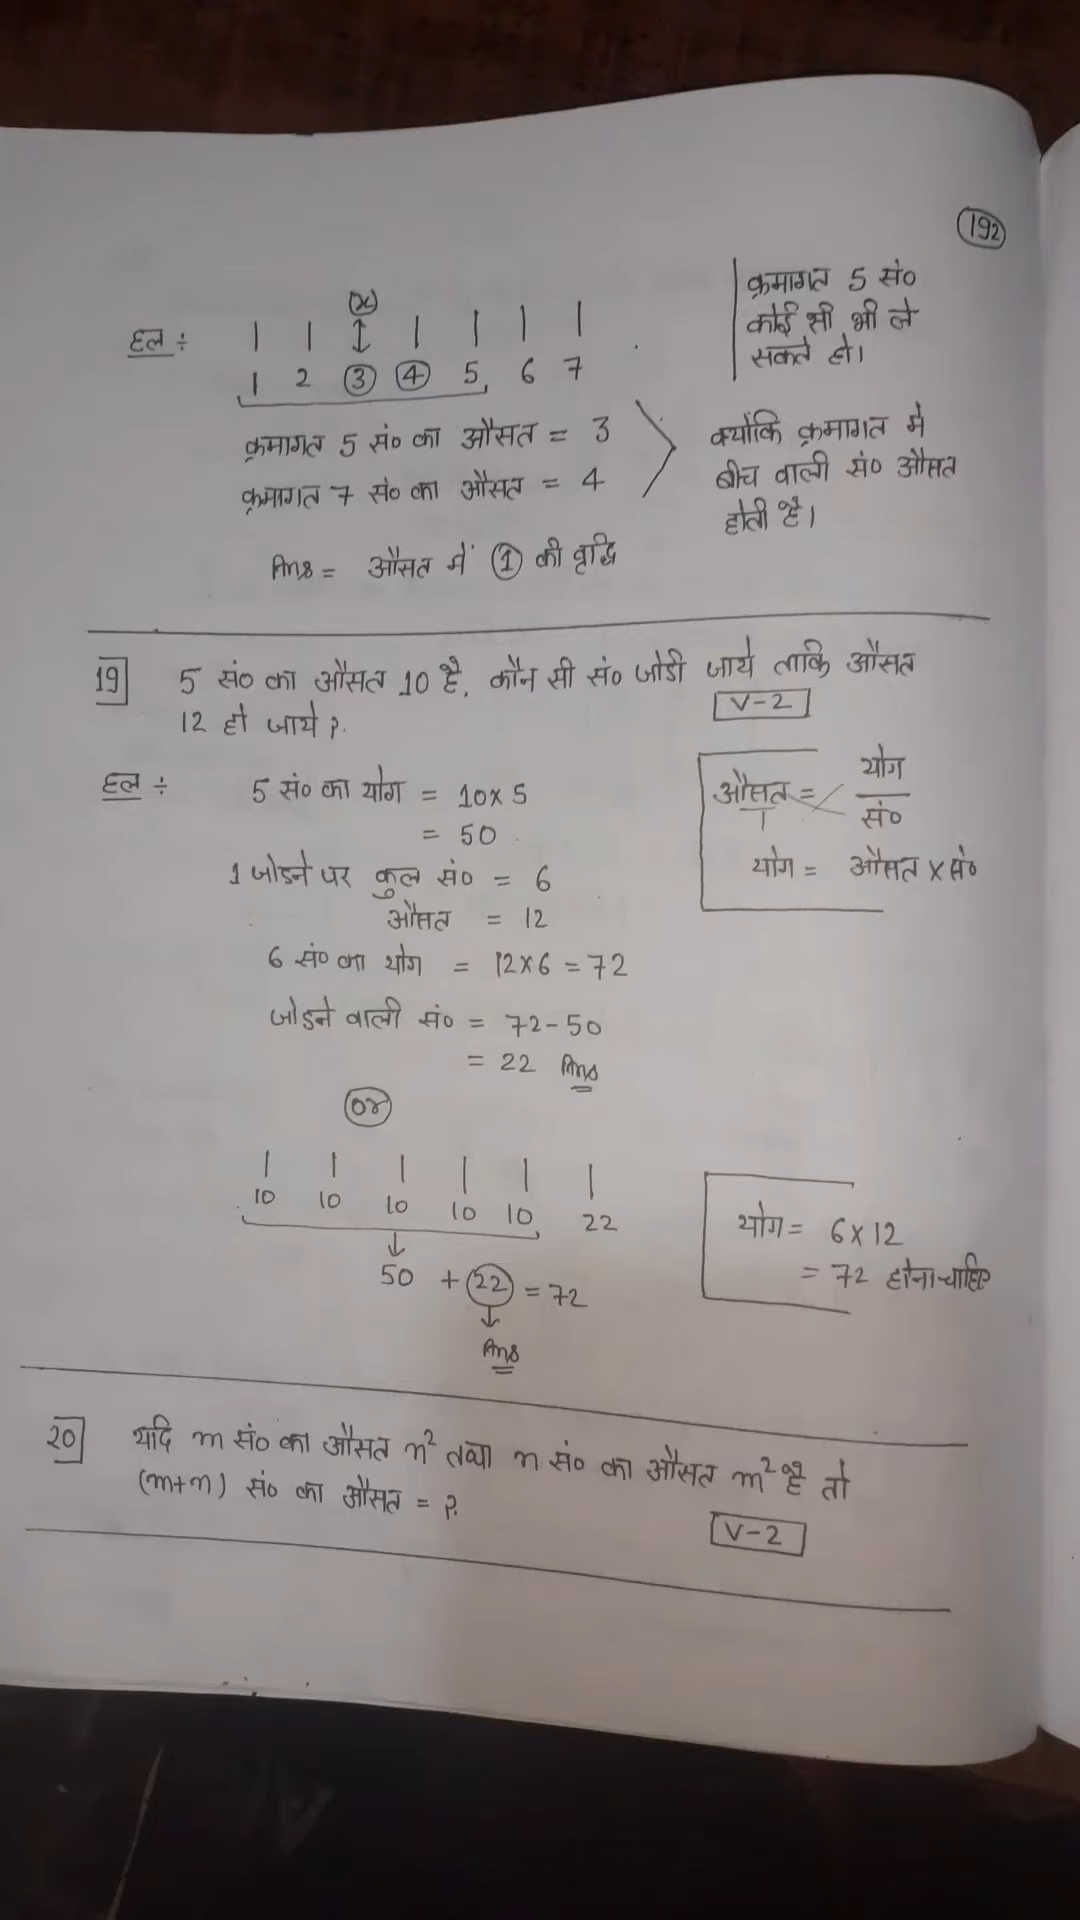 192
(x)
हल ÷ 1 2 3 4 5 6 7
क्रमागत 5 सं०
कोई सी भी ले
सकते हो।
क्रमागत 5 सं० का औसत = 3
क्रमागत 7 सं० का औसत = 4
क्योंकि क्रमागत मे
बीच वाली सं० औसत
होती है।
Ans = औसत में 1 की वृद्धि
19 5 सं० का औसत 10 है, कौन सी सं० जोडी जाये ताकि औसत
12 हो जाये ?. V-2
हल ÷ 5 सं० का योग = 10 x 5
= 50
1 जोडने पर कुल सं० = 6
औसत = 12
6 सं० का योग = 12 x 6 = 72
जोडने वाली सं० = 72 - 50
= 22 Ans
औसत/1 = योग/सं०
योग = औसत x सं०
or
10 10 10 10 10 22
50 + 22 = 72
Ans
योग = 6 x 12
= 72 होना चाहिए
20 यदि m सं० का औसत n² तथा n सं० का औसत m² है तो
(m+n) सं० का औसत = ?.
V-2